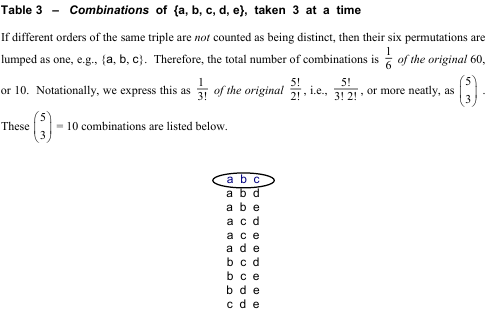 Table 3 – Combinations of {a, b, c, d, e}, taken 3 at a time
If different orders of the same triple are not counted as being distinct, then their six permutations are
lumped as one, e.g., {a, b, c}. Therefore, the total number of combinations is 1/6 of the original 60,
or 10. Notationally, we express this as 1/3! of the original 5!/2!, i.e., 5!/(3! 2!), or more neatly, as (5 3).
These (5 3) = 10 combinations are listed below.
a b c
a b d
a b e
a c d
a c e
a d e
b c d
b c e
b d e
c d e